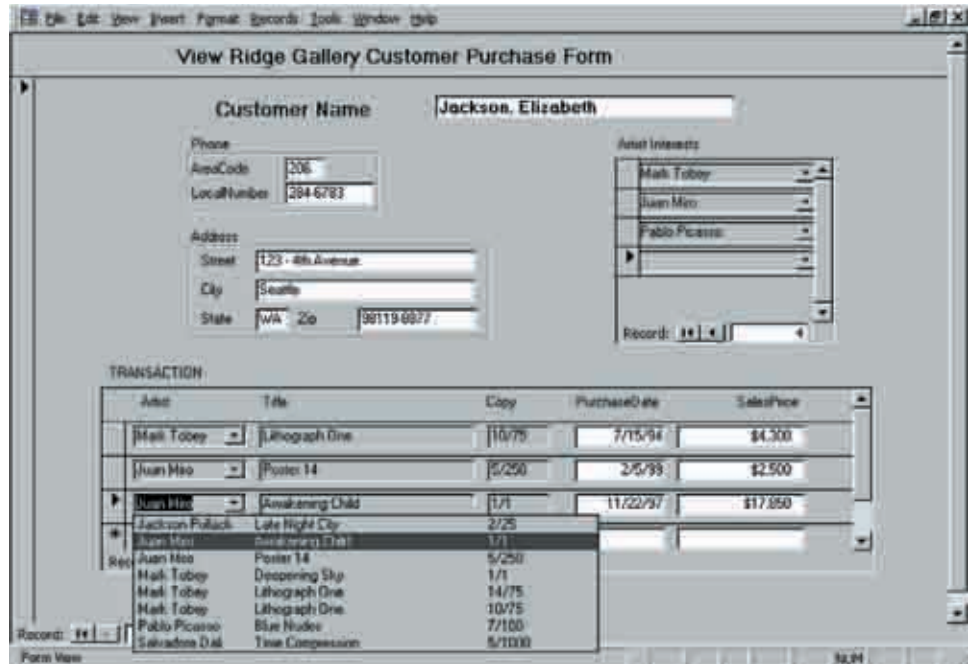 File Edit View Insert Format Records Tools Window Help
View Ridge Gallery Customer Purchase Form
Customer Name Jackson, Elizabeth
Phone
AreaCode 206
LocalNumber 284-6783
Artist Interests
Mark Tobey
Juan Miro
Pablo Picasso
Record: 4
Address
Street 123 - 4th Avenue
City Seattle
State WA Zip 98119-8877
TRANSACTION
Artist Title Copy PurchaseDate SalesPrice
Mark Tobey Lithograph One 10/75 7/15/94 $4,300
Juan Miro Poster 14 5/250 2/5/99 $2,500
Juan Miro Awakening Child 1/1 11/22/97 $17,850
Jackson Pollack Late Night City 2/25
Juan Miro Awakening Child 1/1
Juan Miro Poster 14 5/250
Mark Tobey Deepening Sky 1/1
Mark Tobey Lithograph One 14/75
Mark Tobey Lithograph One 10/75
Pablo Picasso Blue Nudes 7/100
Salvadore Dali Time Compression 5/1000
Rec
Record:
Form View NUM